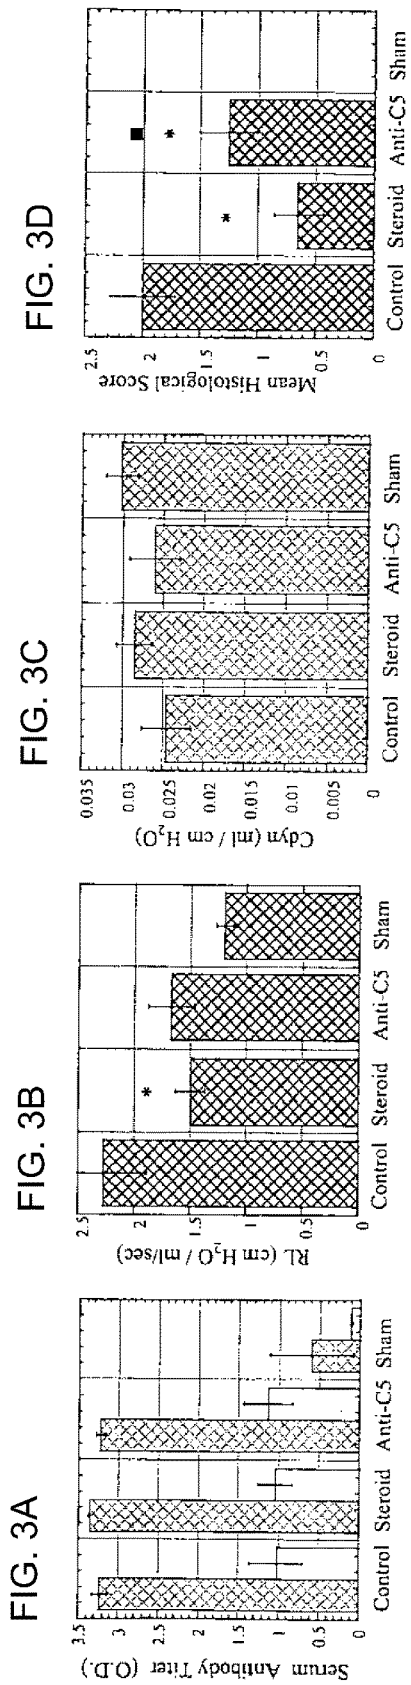 FIG. 3A
Serum Antibody Titer (O.D.)
3.5
3
2.5
2
1.5
1
0.5
0
Control Steroid Anti-C5 Sham
FIG. 3B
RL (cm H₂O / ml/sec)
2.5
2
1.5
1
0.5
0
*
Control Steroid Anti-C5 Sham
FIG. 3C
Cdyn (ml / cm H₂O)
0.035
0.03
0.025
0.02
0.015
0.01
0.005
0
Control Steroid Anti-C5 Sham
FIG. 3D
Mean Histological Score
2.5
2
1.5
1
0.5
0
*
■
*
Control Steroid Anti-C5 Sham